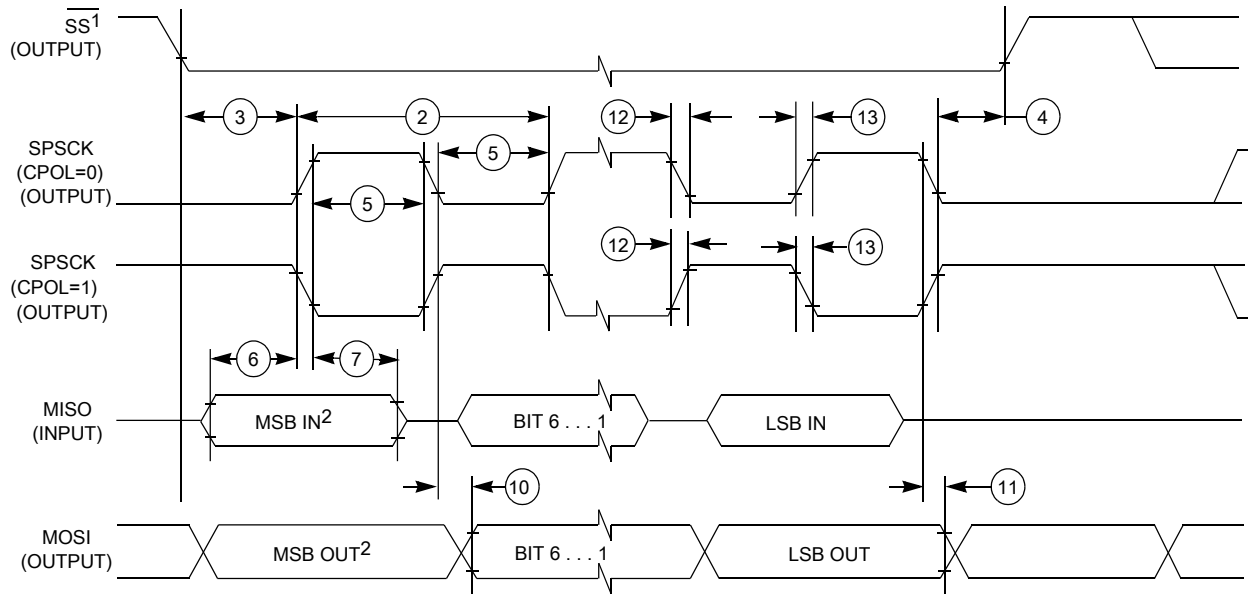 SS¹
(OUTPUT)
3
2
12
13
4
SPSCK
(CPOL=0)
(OUTPUT)
5
5
SPSCK
(CPOL=1)
(OUTPUT)
12
13
6
7
MISO
(INPUT)
MSB IN²
BIT 6 . . . 1
LSB IN
10
11
MOSI
(OUTPUT)
MSB OUT²
BIT 6 . . . 1
LSB OUT